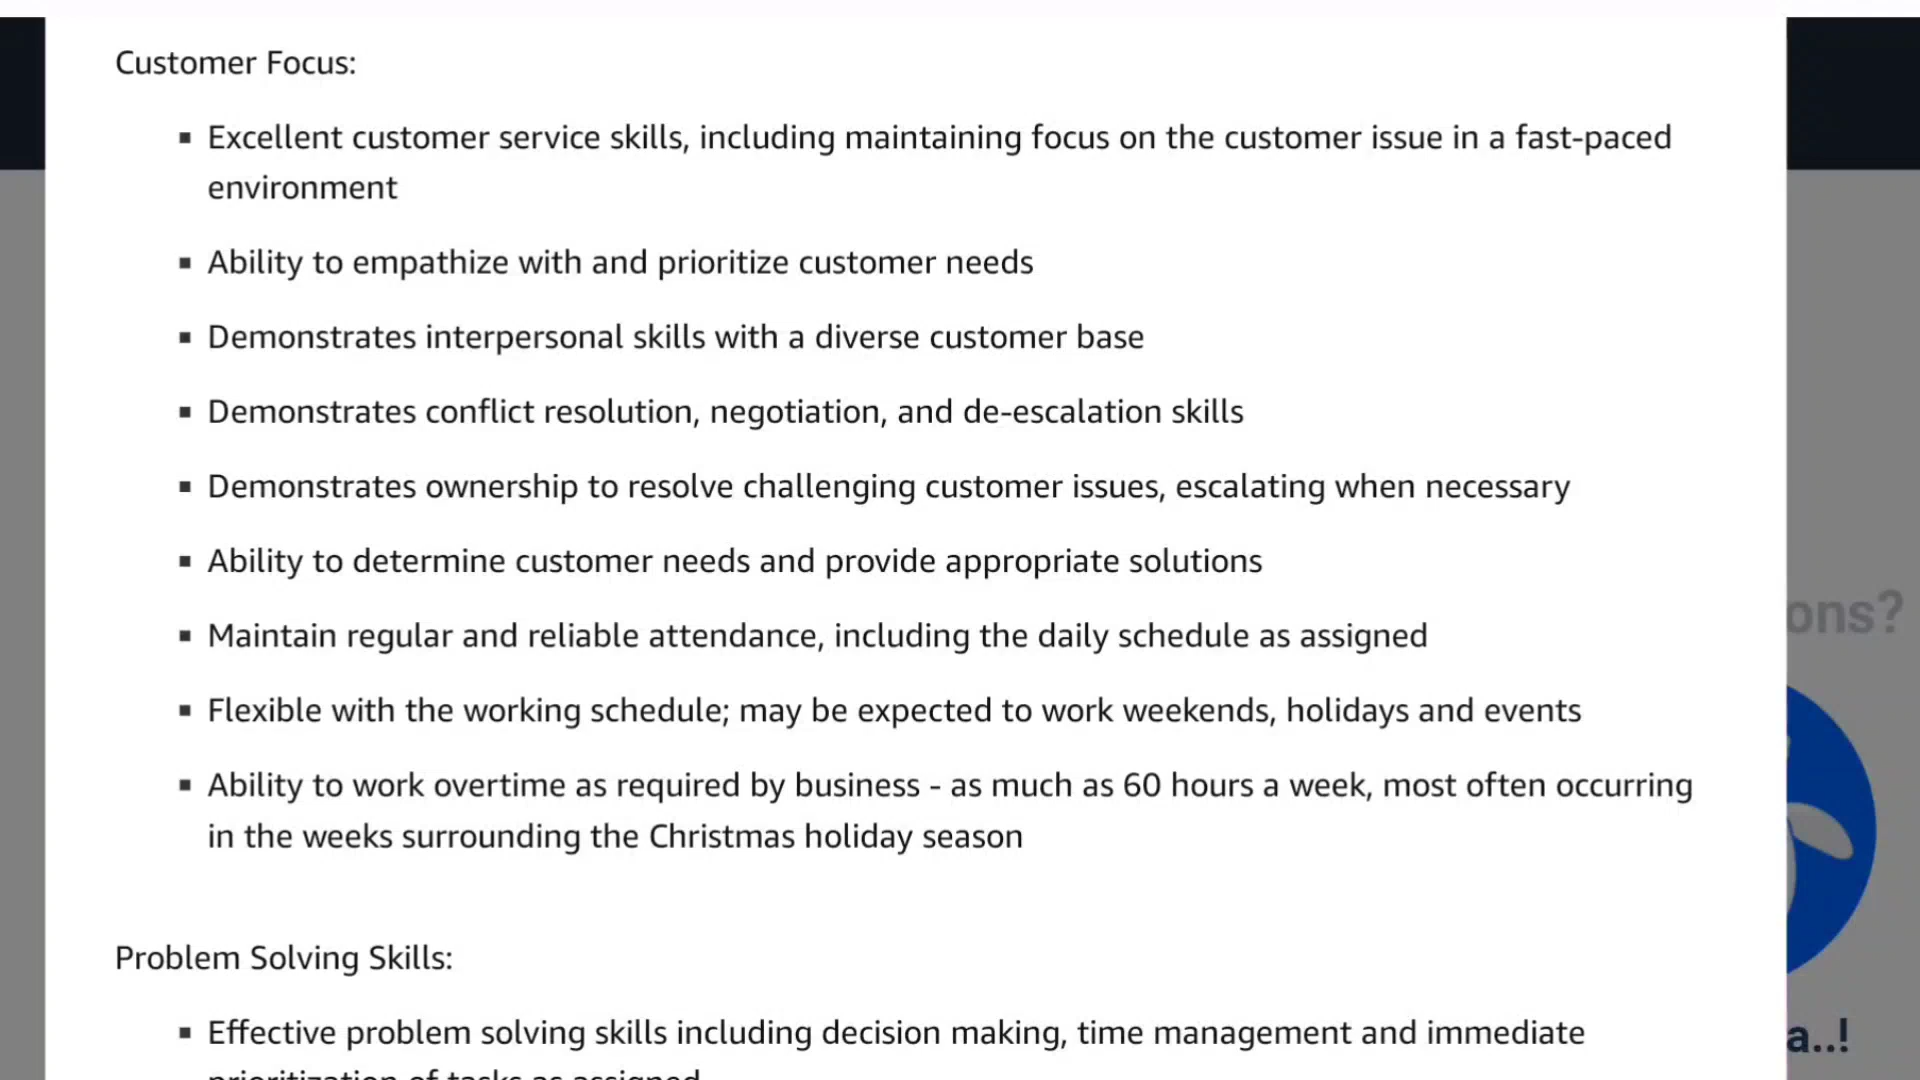 Customer Focus:
▪ Excellent customer service skills, including maintaining focus on the customer issue in a fast-paced
environment
▪ Ability to empathize with and prioritize customer needs
▪ Demonstrates interpersonal skills with a diverse customer base
▪ Demonstrates conflict resolution, negotiation, and de-escalation skills
▪ Demonstrates ownership to resolve challenging customer issues, escalating when necessary
▪ Ability to determine customer needs and provide appropriate solutions
▪ Maintain regular and reliable attendance, including the daily schedule as assigned
ons?
▪ Flexible with the working schedule; may be expected to work weekends, holidays and events
▪ Ability to work overtime as required by business - as much as 60 hours a week, most often occurring
in the weeks surrounding the Christmas holiday season
Problem Solving Skills:
▪ Effective problem solving skills including decision making, time management and immediate
prioritization of tasks as assigned
a..!